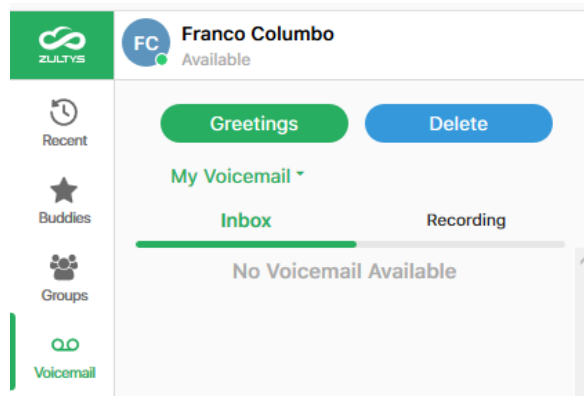 ZULTYS
FC
Franco Columbo
Available
Recent
Buddies
Groups
Voicemail
Greetings
Delete
My Voicemail
Inbox
Recording
No Voicemail Available